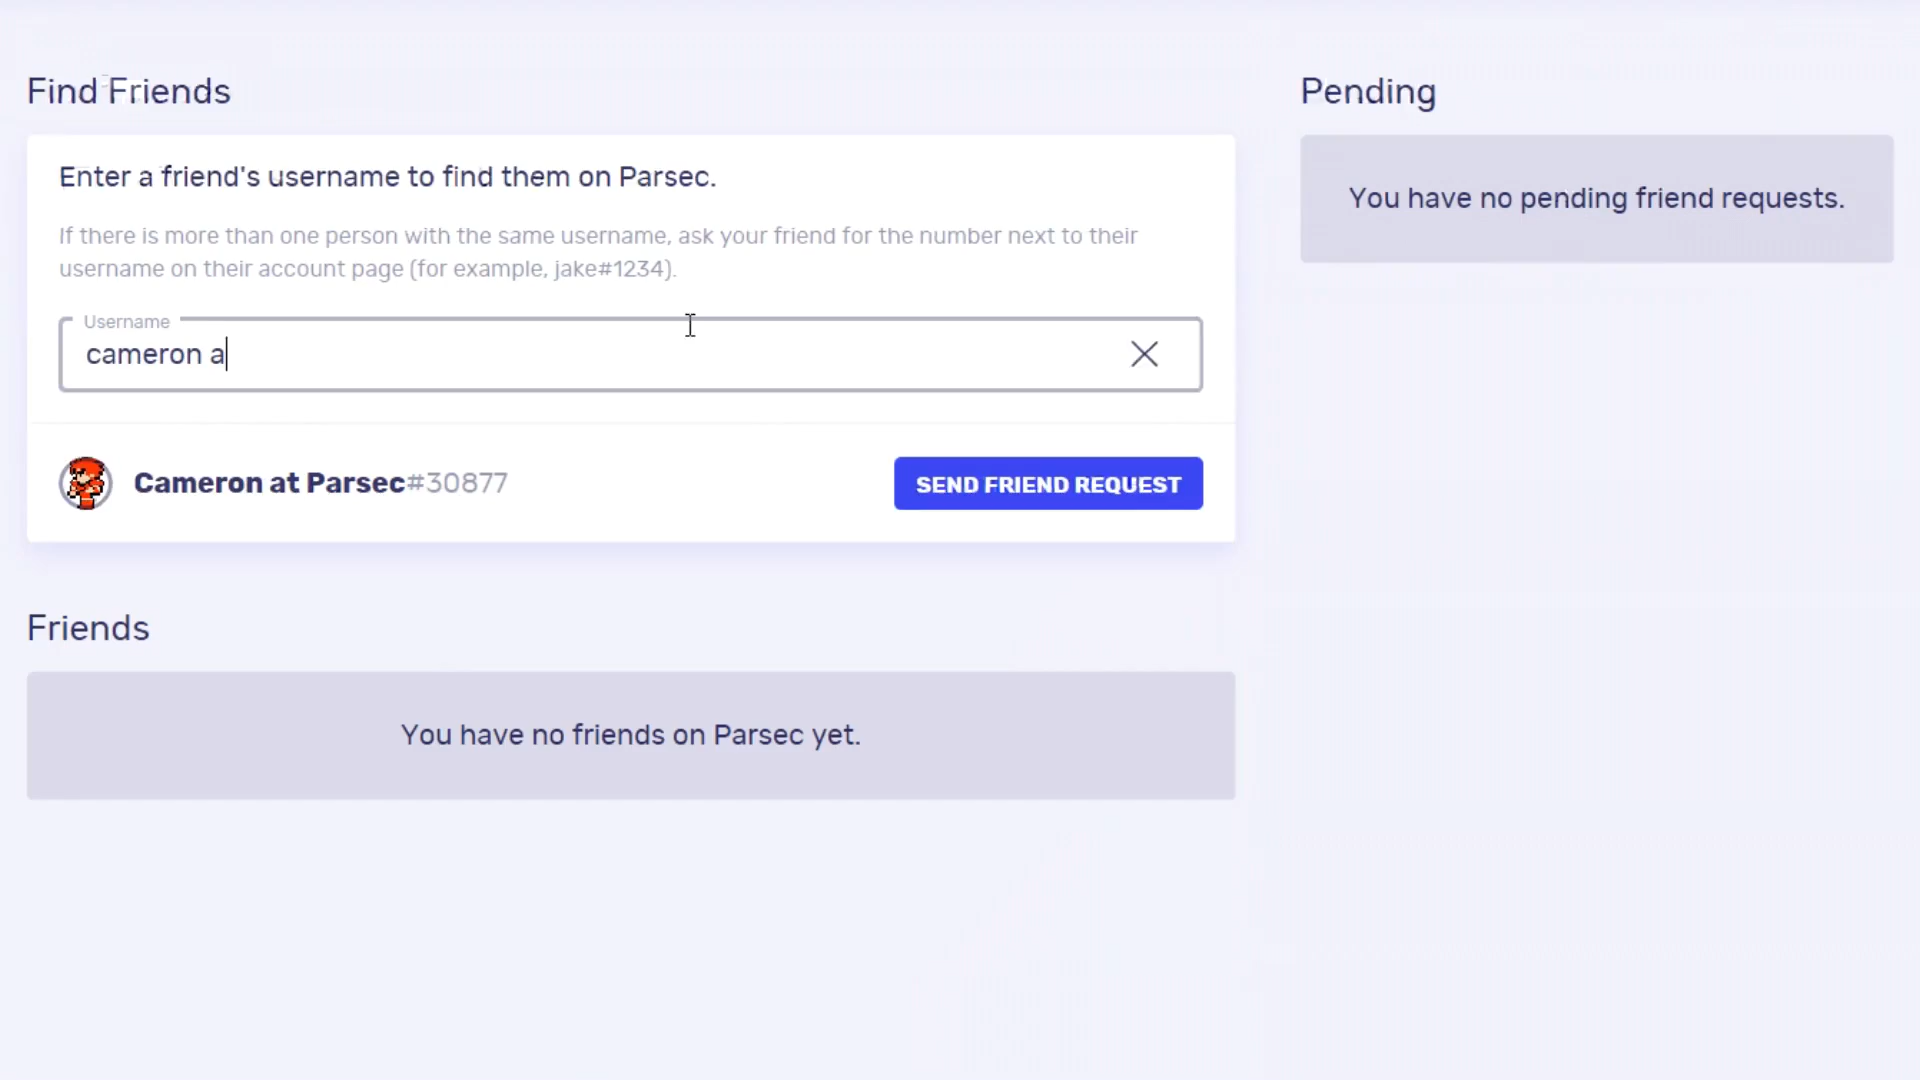 Find Friends
Enter a friend's username to find them on Parsec.
If there is more than one person with the same username, ask your friend for the number next to their
username on their account page (for example, jake#1234).
Username
cameron a
Cameron at Parsec#30877
SEND FRIEND REQUEST
Friends
You have no friends on Parsec yet.
Pending
You have no pending friend requests.